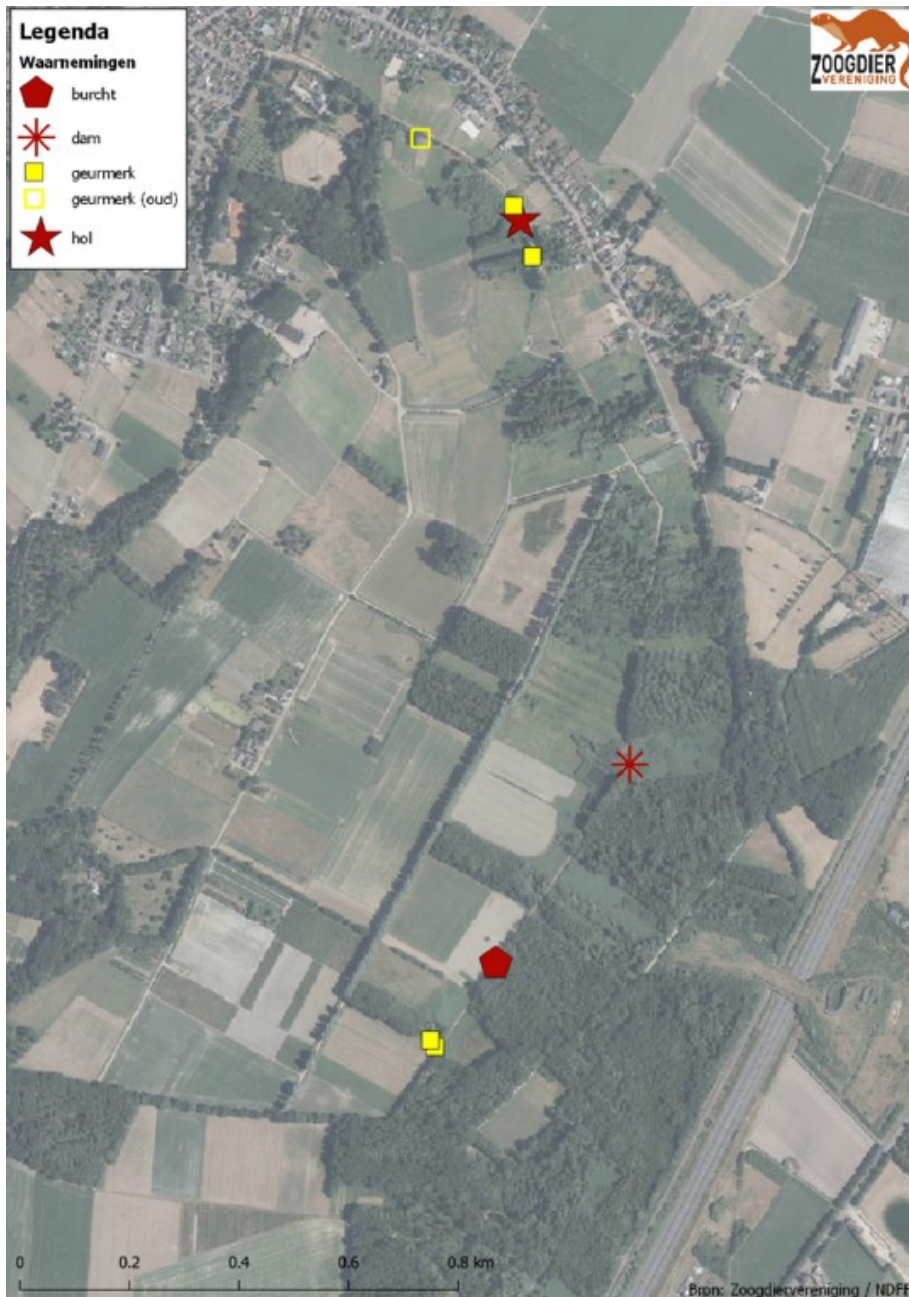 Legenda
Waarnemingen
burcht
dam
geurmerk
geurmerk (oud)
hol
ZOOGDIER
VERENIGING
0 0.2 0.4 0.6 0.8 km
Bron: Zoogdiervereniging / NDFF